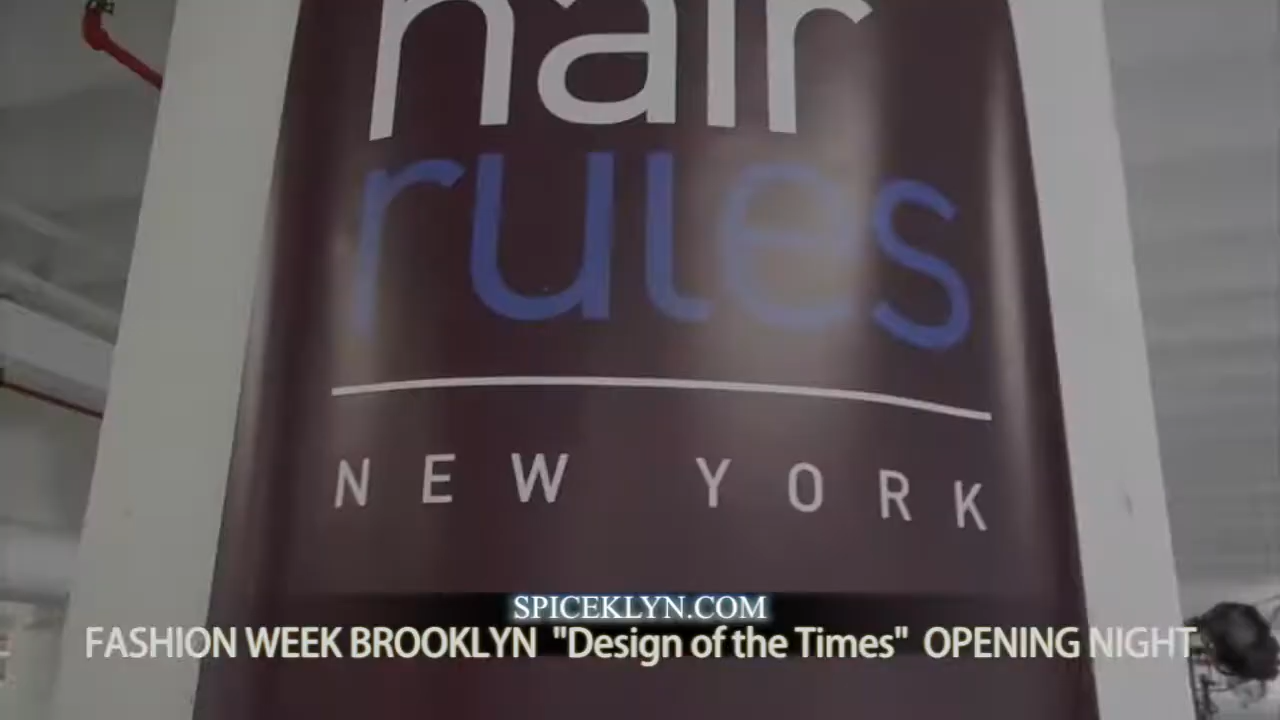 hair
rules
NEW YORK
SPICEKLYN.COM
FASHION WEEK BROOKLYN "Design of the Times" OPENING NIGHT